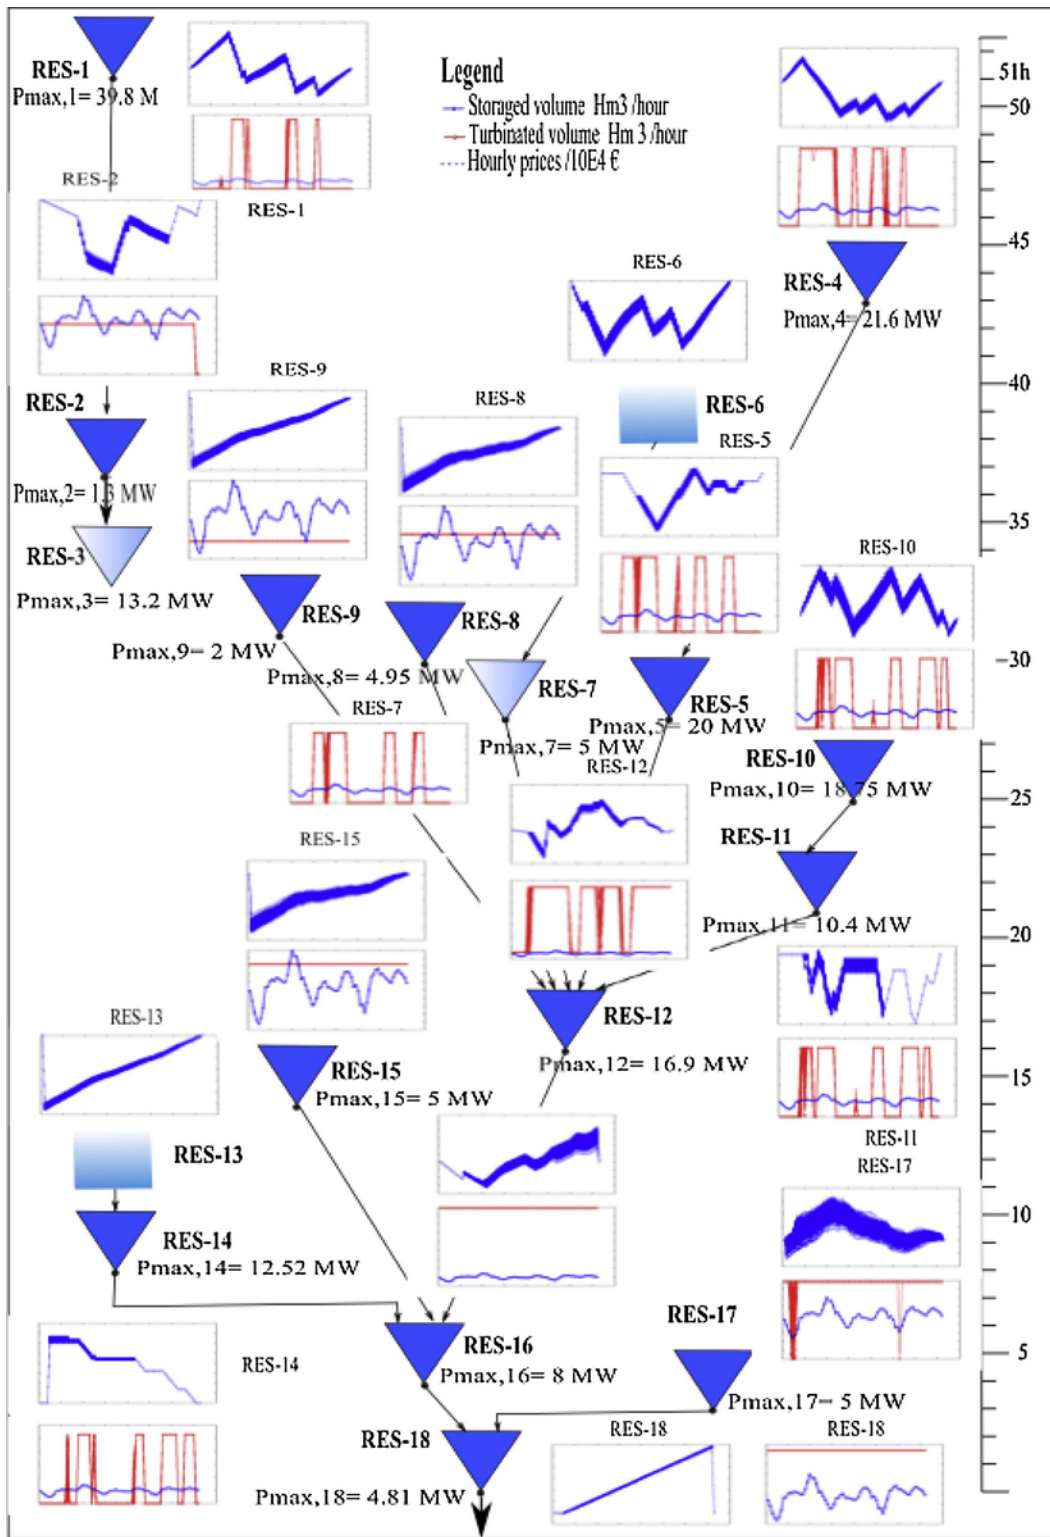 RES-1
Pmax,1= 39.8 M
RES-1
Legend
Storaged volume Hm3 /hour
Turbinated volume Hm 3 /hour
Hourly prices /10E4 €
51h
50
45
40
35
30
25
20
15
10
5
RES-2
RES-6
RES-4
Pmax,4= 21.6 MW
RES-9
RES-8
RES-2
RES-6
RES-5
Pmax,2= 1.3 MW
RES-3
RES-10
Pmax,3= 13.2 MW
RES-9
RES-8
Pmax,9= 2 MW
Pmax,8= 4.95 MW
RES-7
RES-5
RES-7
Pmax,5= 20 MW
Pmax,7= 5 MW
RES-12
RES-10
Pmax,10= 18.75 MW
RES-15
RES-11
Pmax,11= 10.4 MW
RES-13
RES-12
Pmax,12= 16.9 MW
RES-15
Pmax,15= 5 MW
RES-11
RES-13
RES-17
RES-14
Pmax,14= 12.52 MW
RES-17
RES-16
RES-14
Pmax,16= 8 MW
Pmax,17= 5 MW
RES-18
RES-18
RES-18
Pmax,18= 4.81 MW